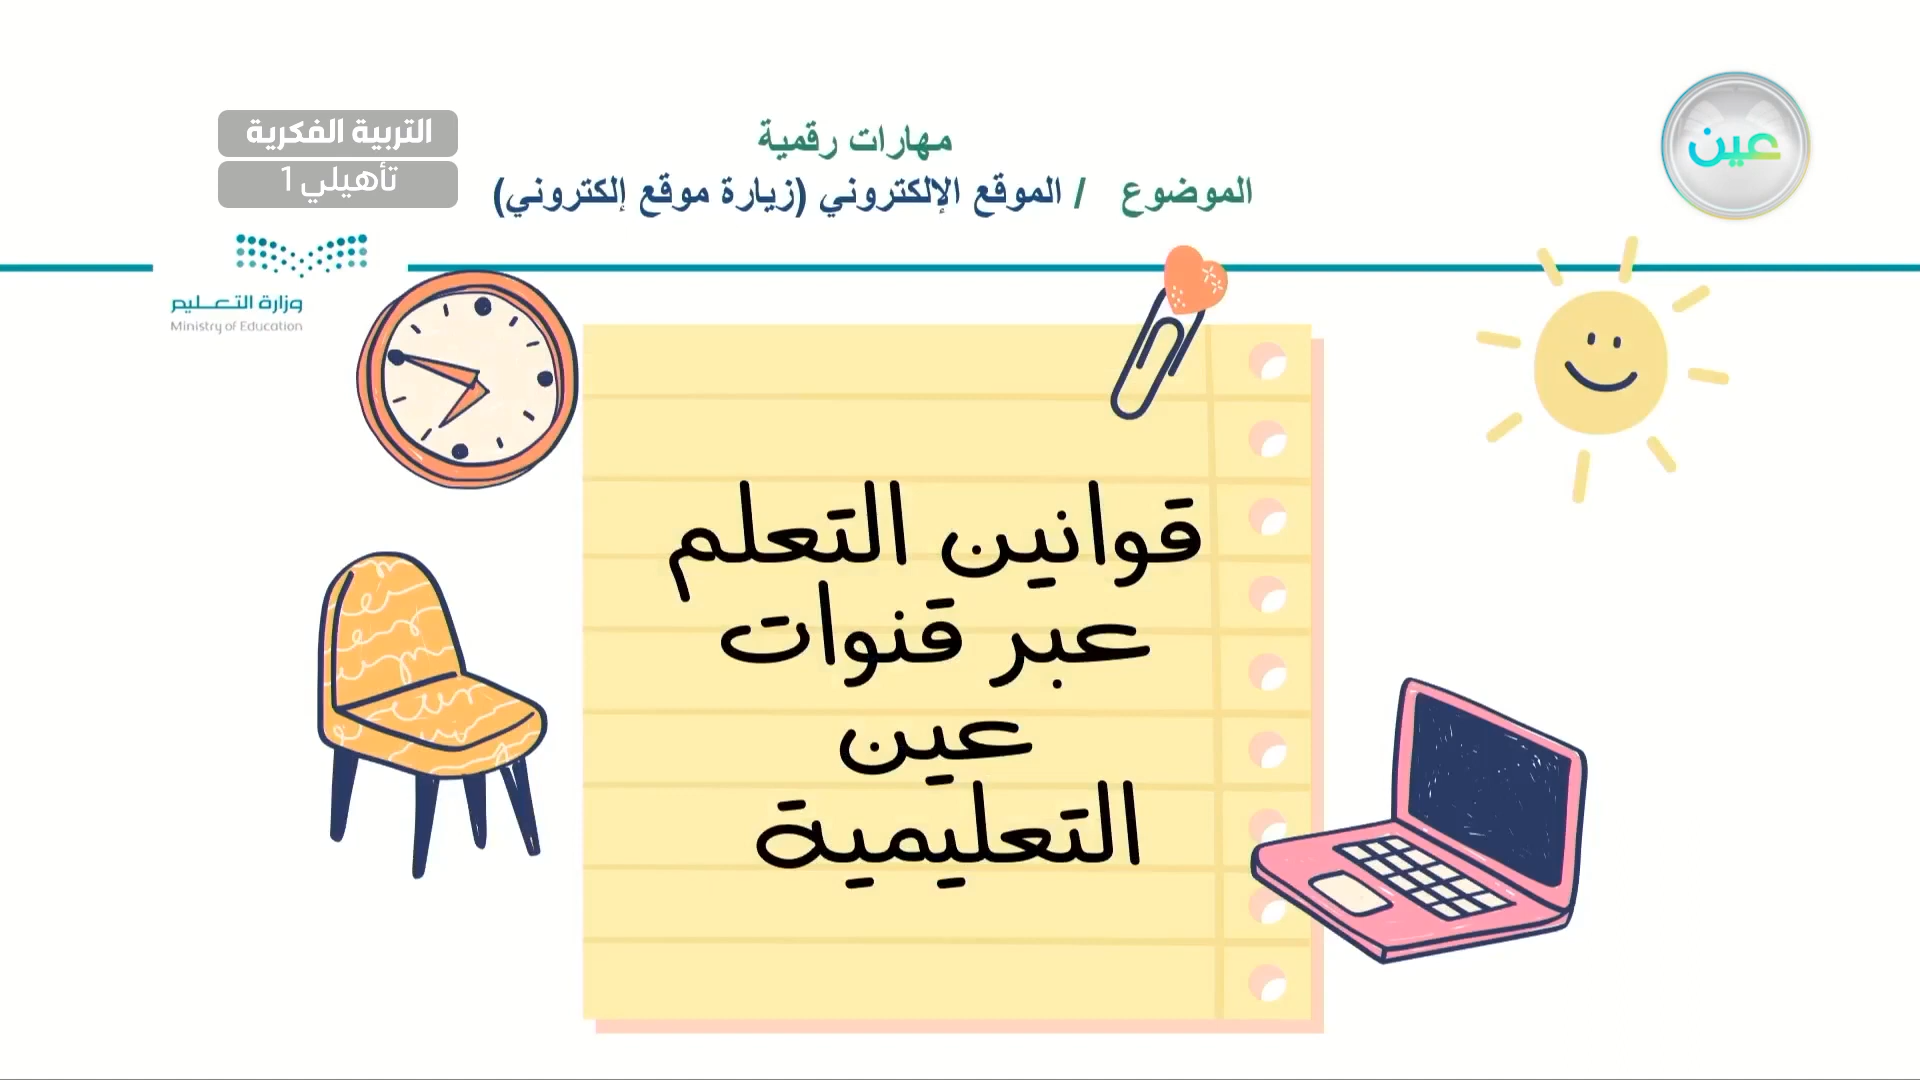 التربية الفكرية
تأهيلي 1
مهارات رقمية
الموضوع / الموقع الإلكتروني (زيارة موقع إلكتروني)
عين
وزارة التعليم
Ministry of Education
قوانين التعلم
عبر قنوات
عين
التعليمية